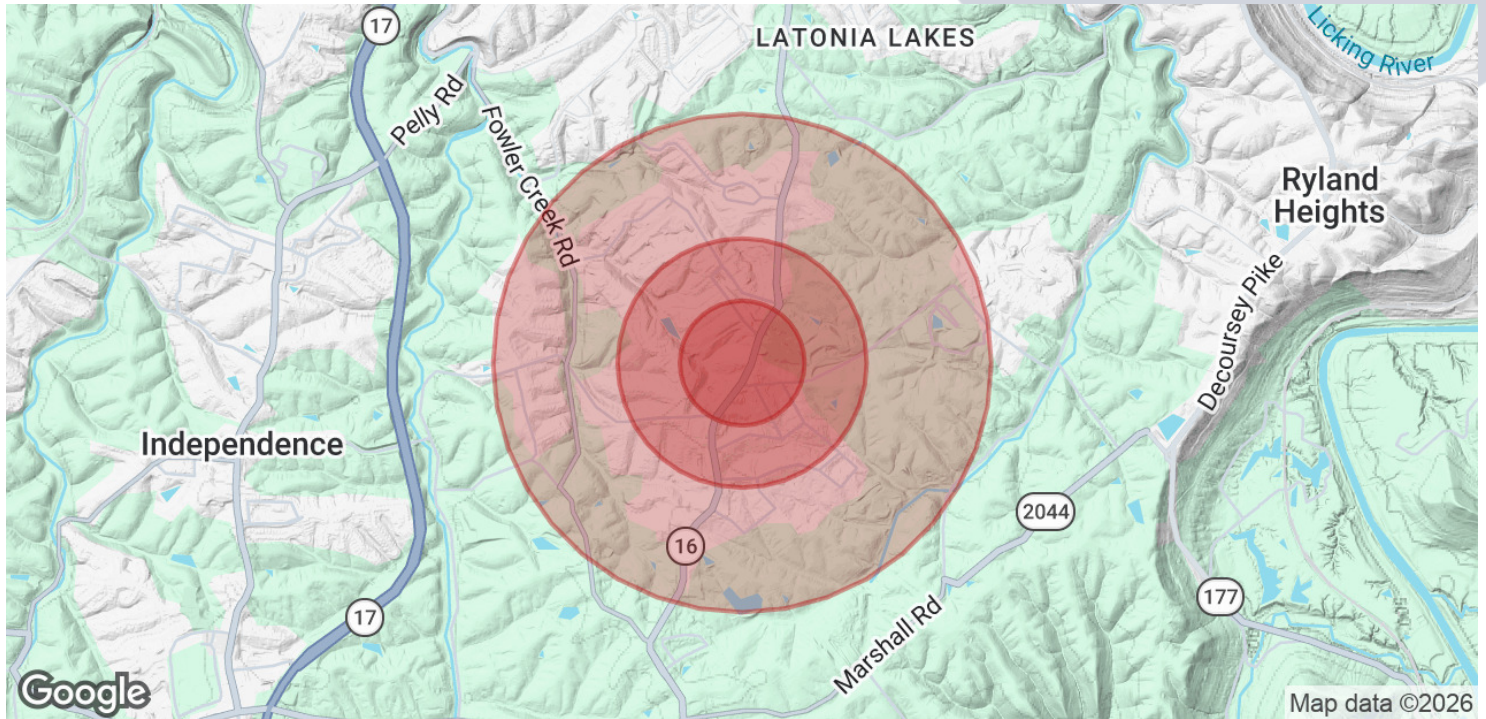 17
LATONIA LAKES
Licking River
Pelly Rd
Fowler Creek Rd
Ryland
Heights
Decoursey Pike
Independence
2044
16
177
17
Marshall Rd
Google
Map data ©2026